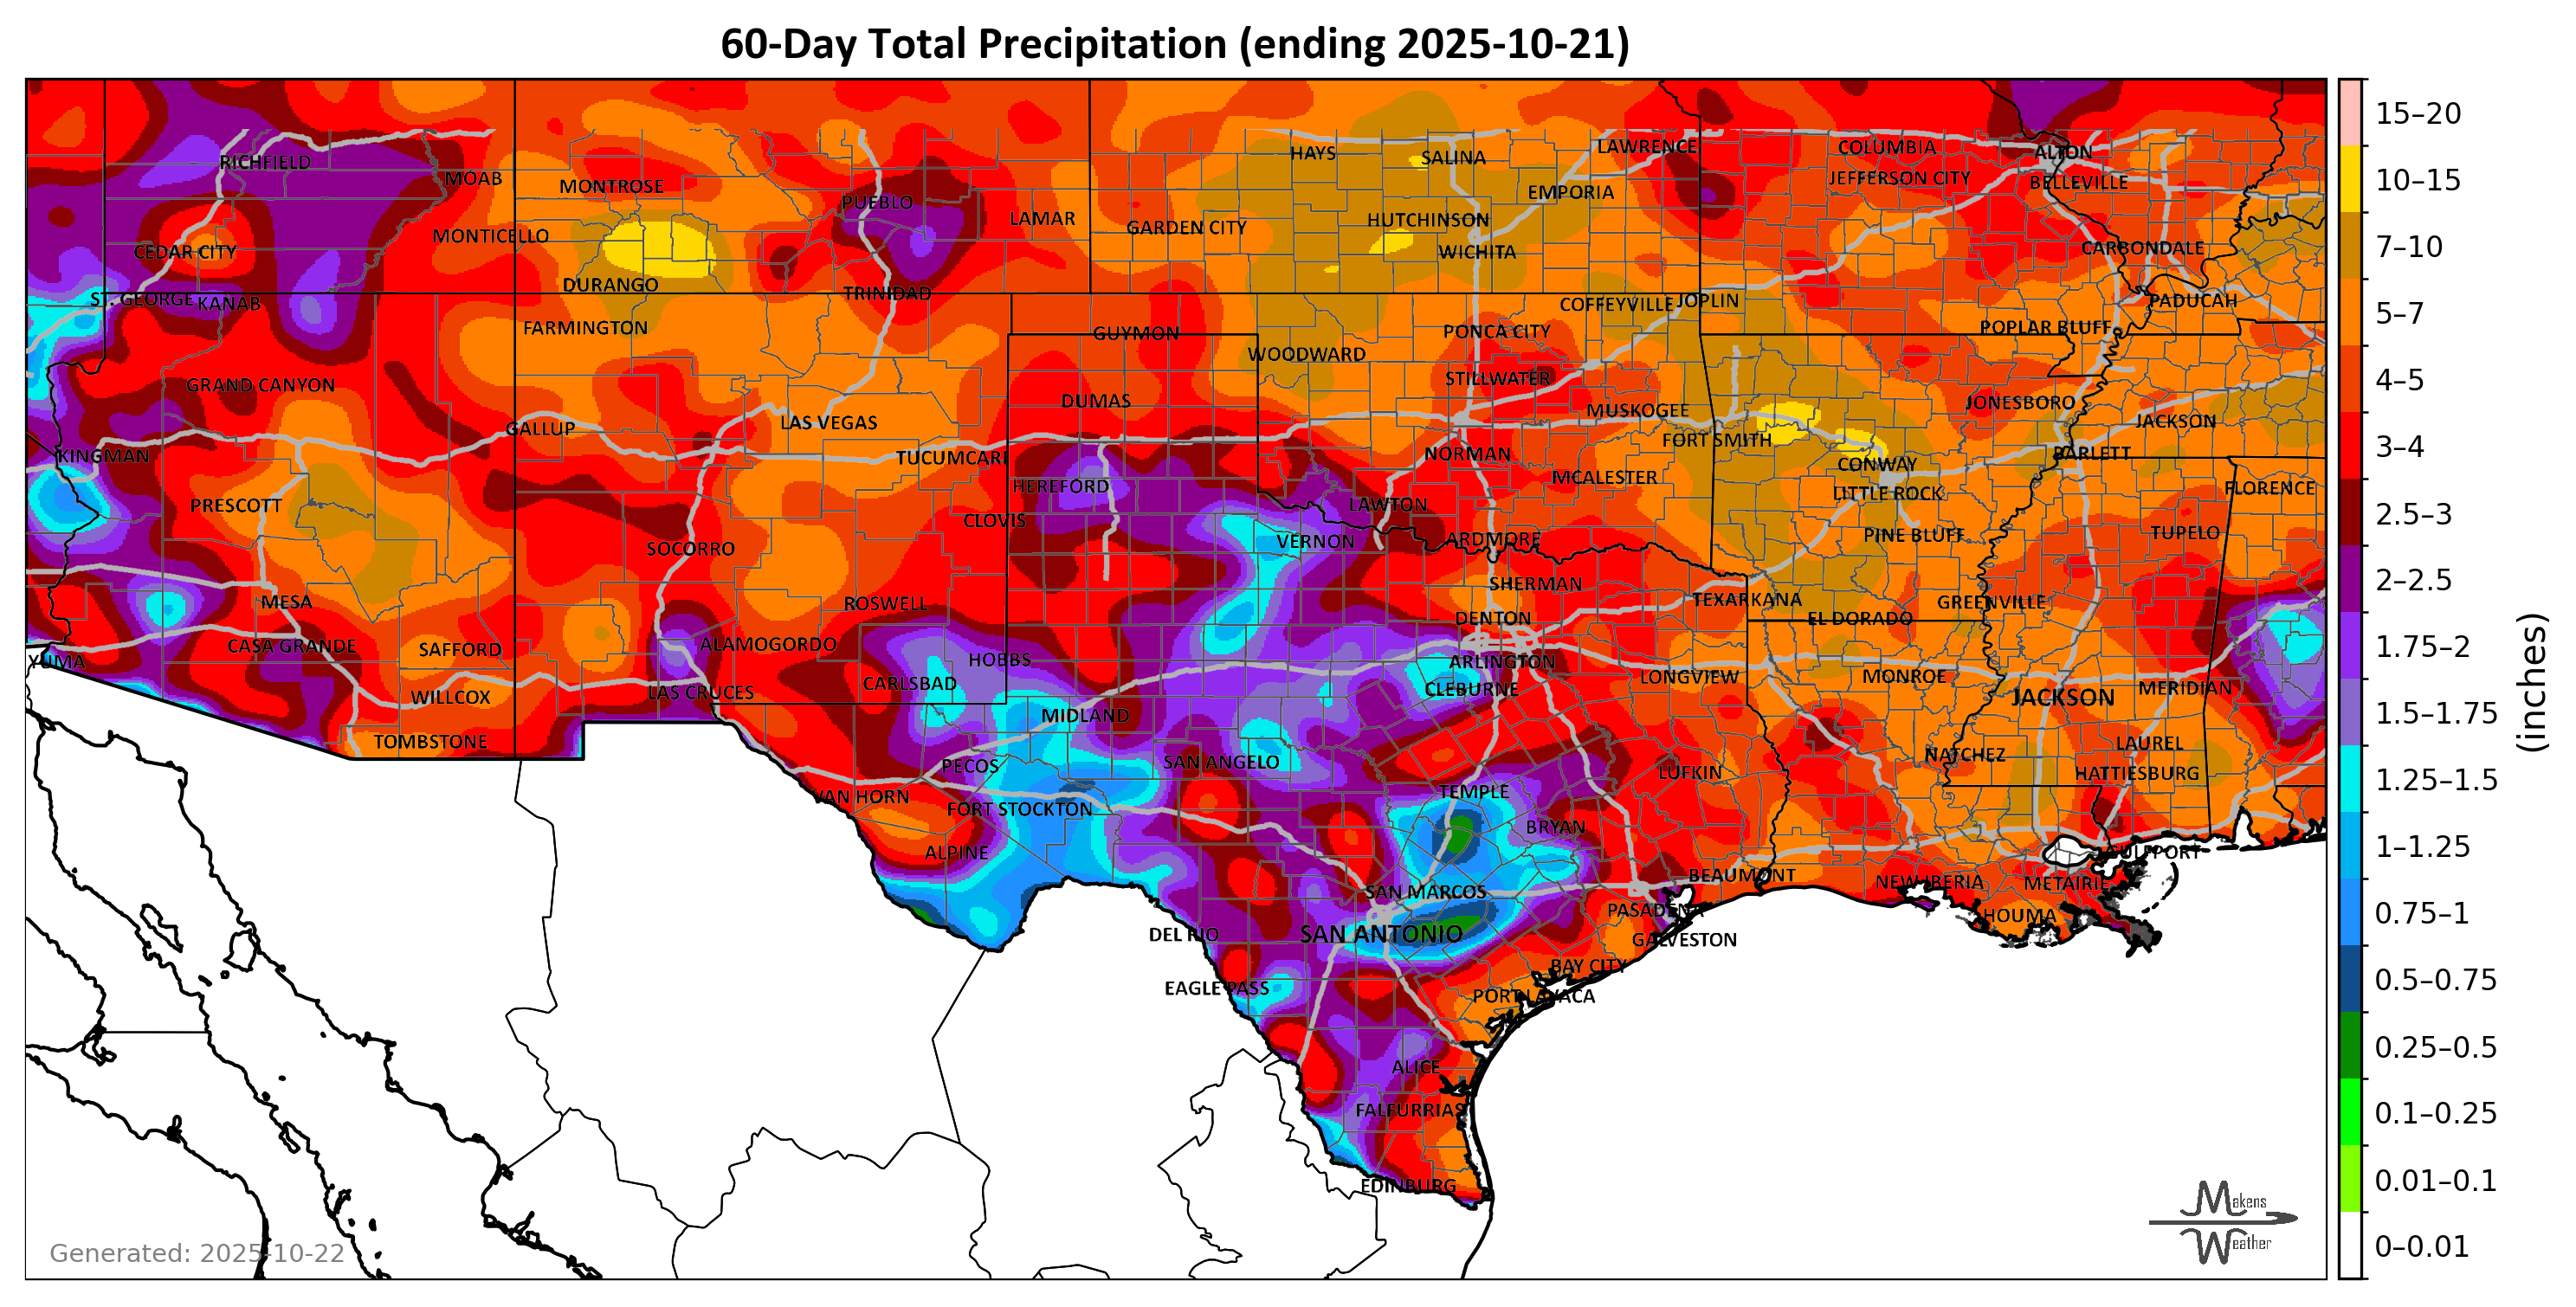 60-Day Total Precipitation (ending 2025-10-21)
RICHFIELD
MOAB
MONTROSE
PUEBLO
LAMAR
HAYS
SALINA
LAWRENCE
COLUMBIA
ALTON
JEFFERSON CITY
BELLEVILLE
EMPORIA
HUTCHINSON
GARDEN CITY
WICHITA
CEDAR CITY
MONTICELLO
CARBONDALE
DURANGO
TRINIDAD
ST. GEORGE
KANAB
COFFEYVILLE
JOPLIN
PADUCAH
FARMINGTON
GUYMON
PONCA CITY
POPLAR BLUFF
WOODWARD
GRAND CANYON
STILLWATER
DUMAS
MUSKOGEE
JONESBORO
JACKSON
GALLUP
LAS VEGAS
FORT SMITH
KINGMAN
TUCUMCARI
NORMAN
CONWAY
BARLETT
HEREFORD
MCALESTER
LITTLE ROCK
FLORENCE
PRESCOTT
CLOVIS
LAWTON
PINE BLUFF
TUPELO
SOCORRO
VERNON
ARDMORE
MESA
ROSWELL
SHERMAN
TEXARKANA
GREENVILLE
DENTON
EL DORADO
CASA GRANDE
SAFFORD
ALAMOGORDO
HOBBS
YUMA
ARLINGTON
CARLSBAD
CLEBURNE
LONGVIEW
MONROE
MERIDIAN
WILLCOX
LAS CRUCES
JACKSON
MIDLAND
TOMBSTONE
NATCHEZ
LAUREL
PECOS
SAN ANGELO
LUFKIN
HATTIESBURG
VAN HORN
FORT STOCKTON
TEMPLE
BRYAN
ALPINE
GULFPORT
SAN MARCOS
BEAUMONT
NEW IBERIA
METAIRIE
PASADENA
HOUMA
DEL RIO
SAN ANTONIO
GALVESTON
BAY CITY
EAGLE PASS
PORT LAVACA
ALICE
FALFURRIAS
EDINBURG
15–20
10–15
7–10
5–7
4–5
3–4
2.5–3
2–2.5
1.75–2
1.5–1.75
1.25–1.5
1–1.25
0.75–1
0.5–0.75
0.25–0.5
0.1–0.25
0.01–0.1
0–0.01
(inches)
Generated: 2025-10-22
Makens
Weather